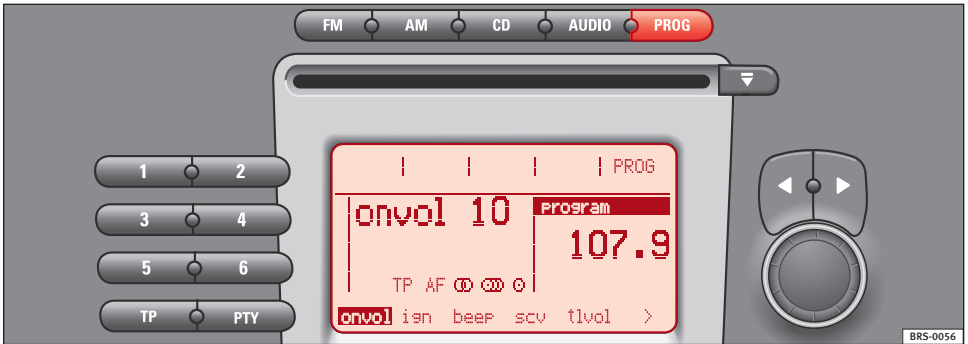 FM AM CD AUDIO PROG
PROG
1 2
onvol 10
program
3 4
107.9
5 6
TP AF
onvol ign beep scv tlvol >
TP PTY
BRS-0056